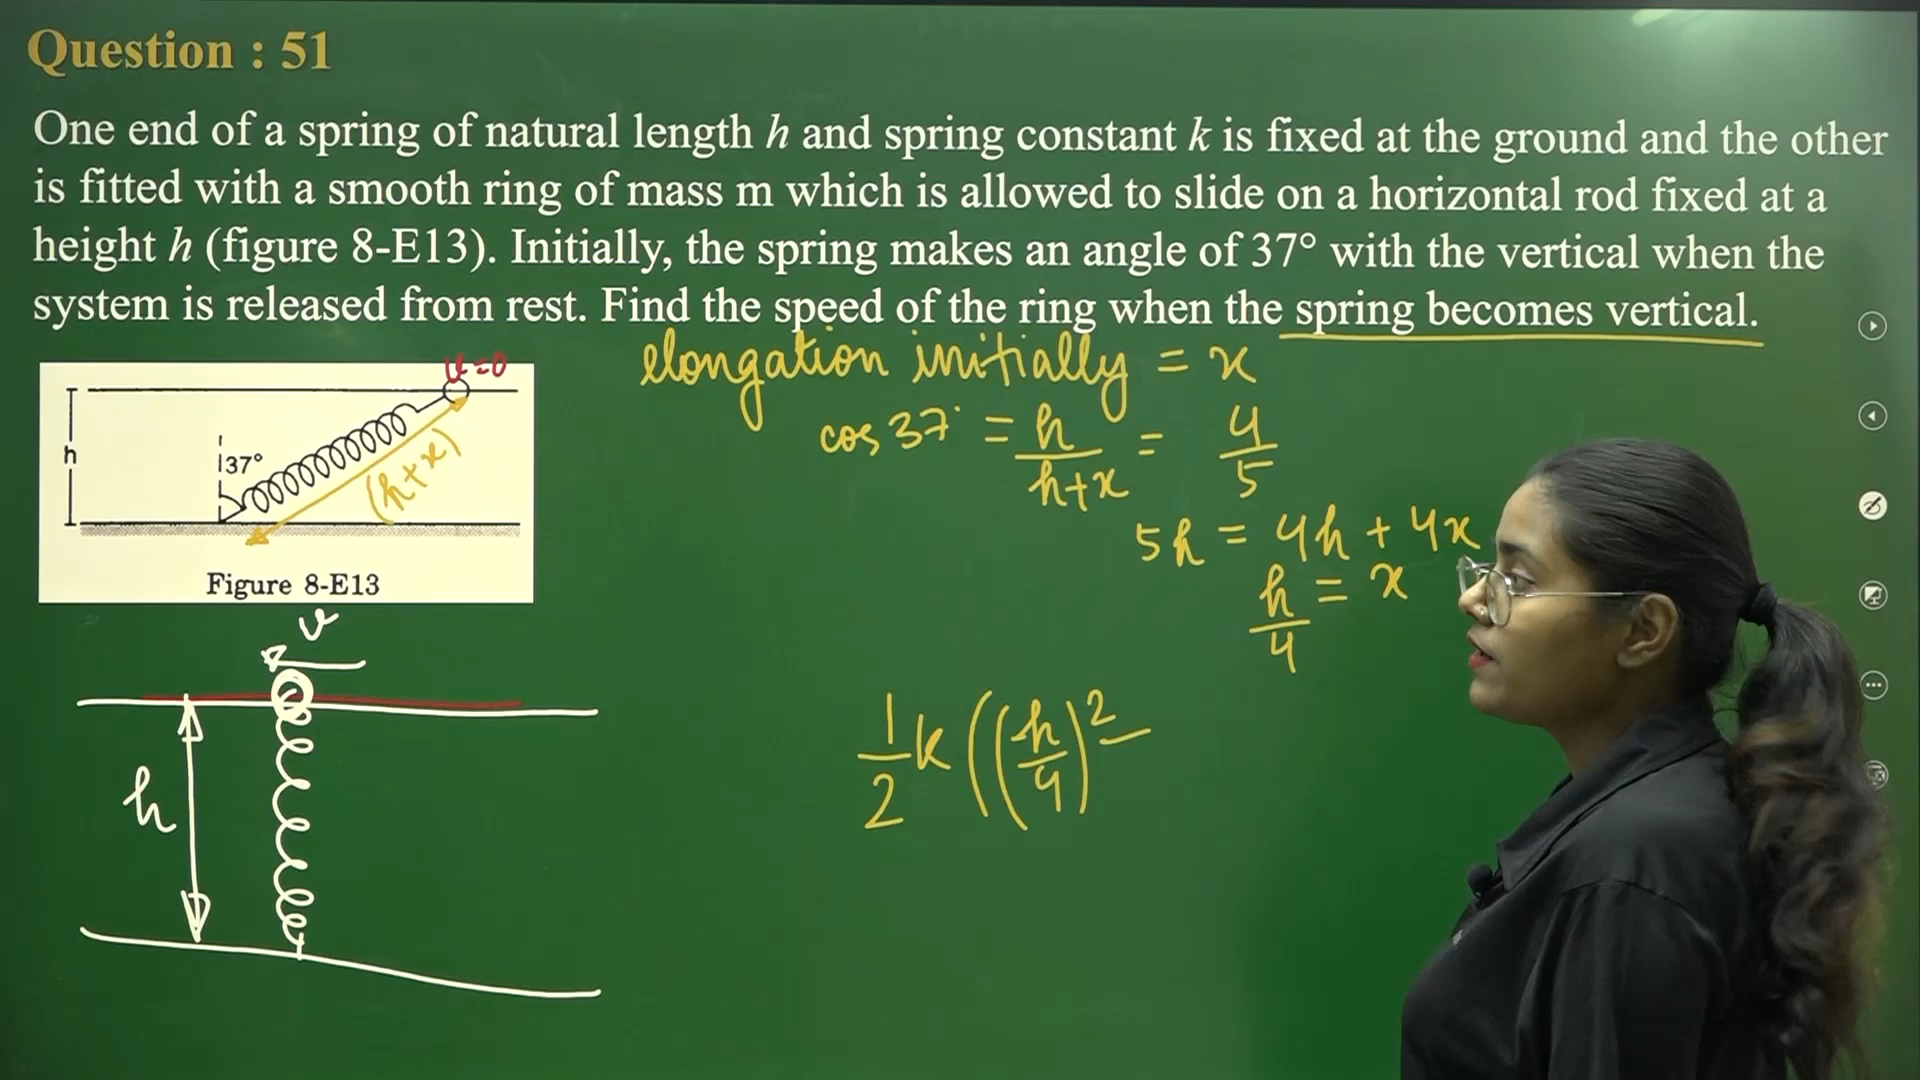 Question : 51
One end of a spring of natural length h and spring constant k is fixed at the ground and the other
is fitted with a smooth ring of mass m which is allowed to slide on a horizontal rod fixed at a
height h (figure 8-E13). Initially, the spring makes an angle of 37° with the vertical when the
system is released from rest. Find the speed of the ring when the spring becomes vertical.
u=0
h
37°
(h+x)
Figure 8-E13
elongation initially = x
cos 37° = h/(h+x) = 4/5
5h = 4h + 4x
h/4 = x
v
h
1/2 k ((h/4)² −